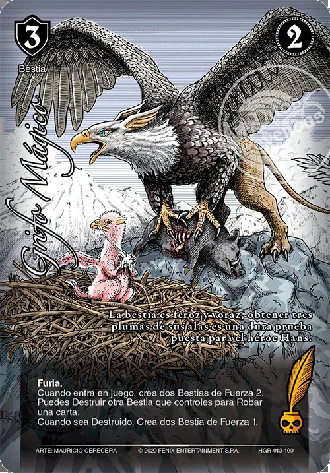 3
2
Bestia
Grifo Mágico
La bestia es feroz y voraz, obtener tres
plumas de sus alas es una dura prueba
puesta para el héroe Hans.
Furia.
Cuando entra en juego, crea dos Bestias de Fuerza 2.
Puedes Destruir otra Bestia que controles para Robar
una carta.
Cuando sea Destruido, Crea dos Bestia de Fuerza 1.
ARTE: MAURICIO
© 2020 FENIX ENTERTAINMENT S.P.A.